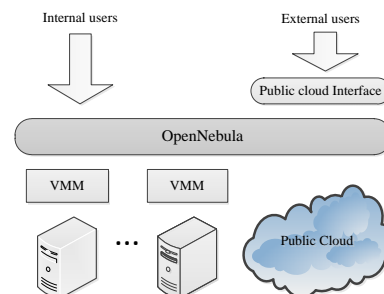 Internal users
External users
Public cloud Interface
OpenNebula
VMM
VMM
...
Public Cloud